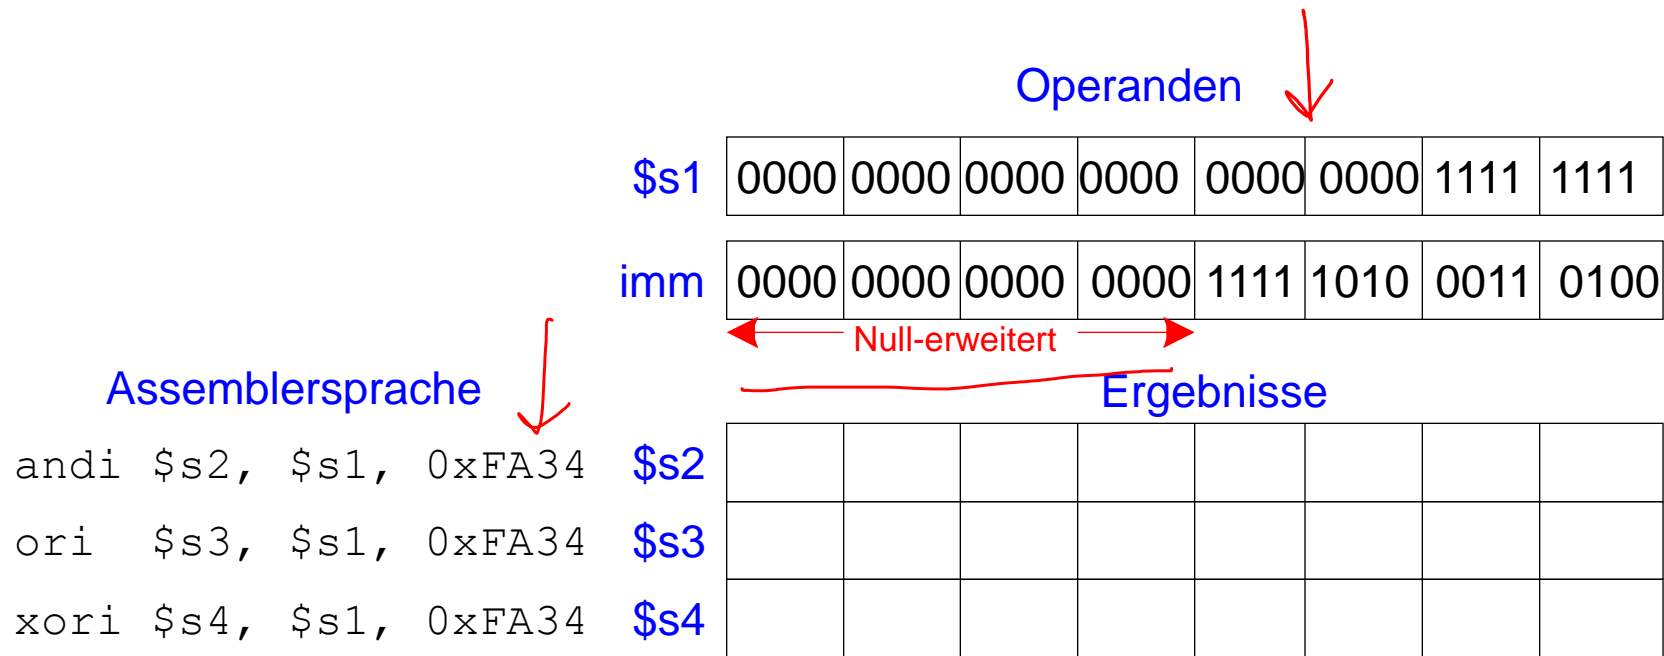 Operanden
$s1 0000 0000 0000 0000 0000 0000 1111 1111
imm 0000 0000 0000 0000 1111 1010 0011 0100
Null-erweitert
Assemblersprache Ergebnisse
andi $s2, $s1, 0xFA34 $s2
ori $s3, $s1, 0xFA34 $s3
xori $s4, $s1, 0xFA34 $s4